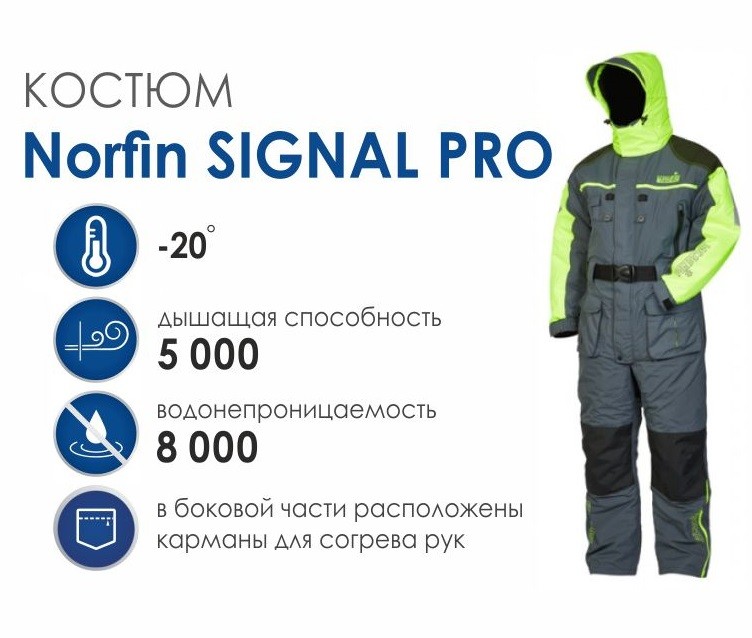 КОСТЮМ
Norfin SIGNAL PRO
-20°
дышащая способность
5 000
водонепроницаемость
8 000
в боковой части расположены
карманы для согрева рук